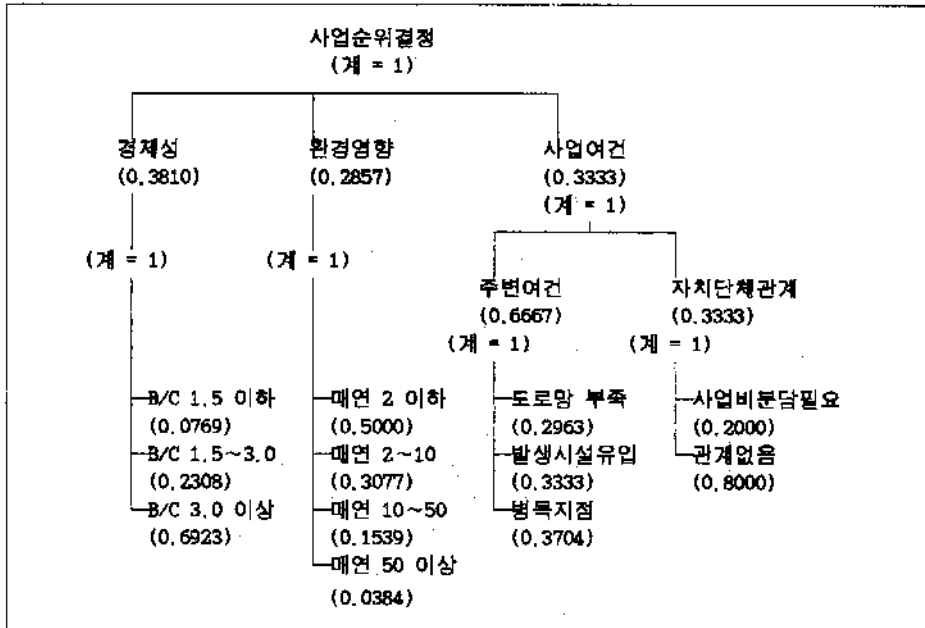 사업순위결정
(계 = 1)
경제성 환경영향 사업여건
(0.3810) (0.2857) (0.3333)
(계 = 1)
(계 = 1) (계 = 1)
주변여건 자치단체관계
(0.6667) (0.3333)
(계 = 1) (계 = 1)
B/C 1.5 이하 매연 2 이하 도로망 부족 사업비분담필요
(0.0769) (0.5000) (0.2963) (0.2000)
B/C 1.5~3.0 매연 2~10 발생시설유입 관계없음
(0.2308) (0.3077) (0.3333) (0.8000)
B/C 3.0 이상 매연 10~50 병목지점
(0.6923) (0.1539) (0.3704)
매연 50 이상
(0.0384)